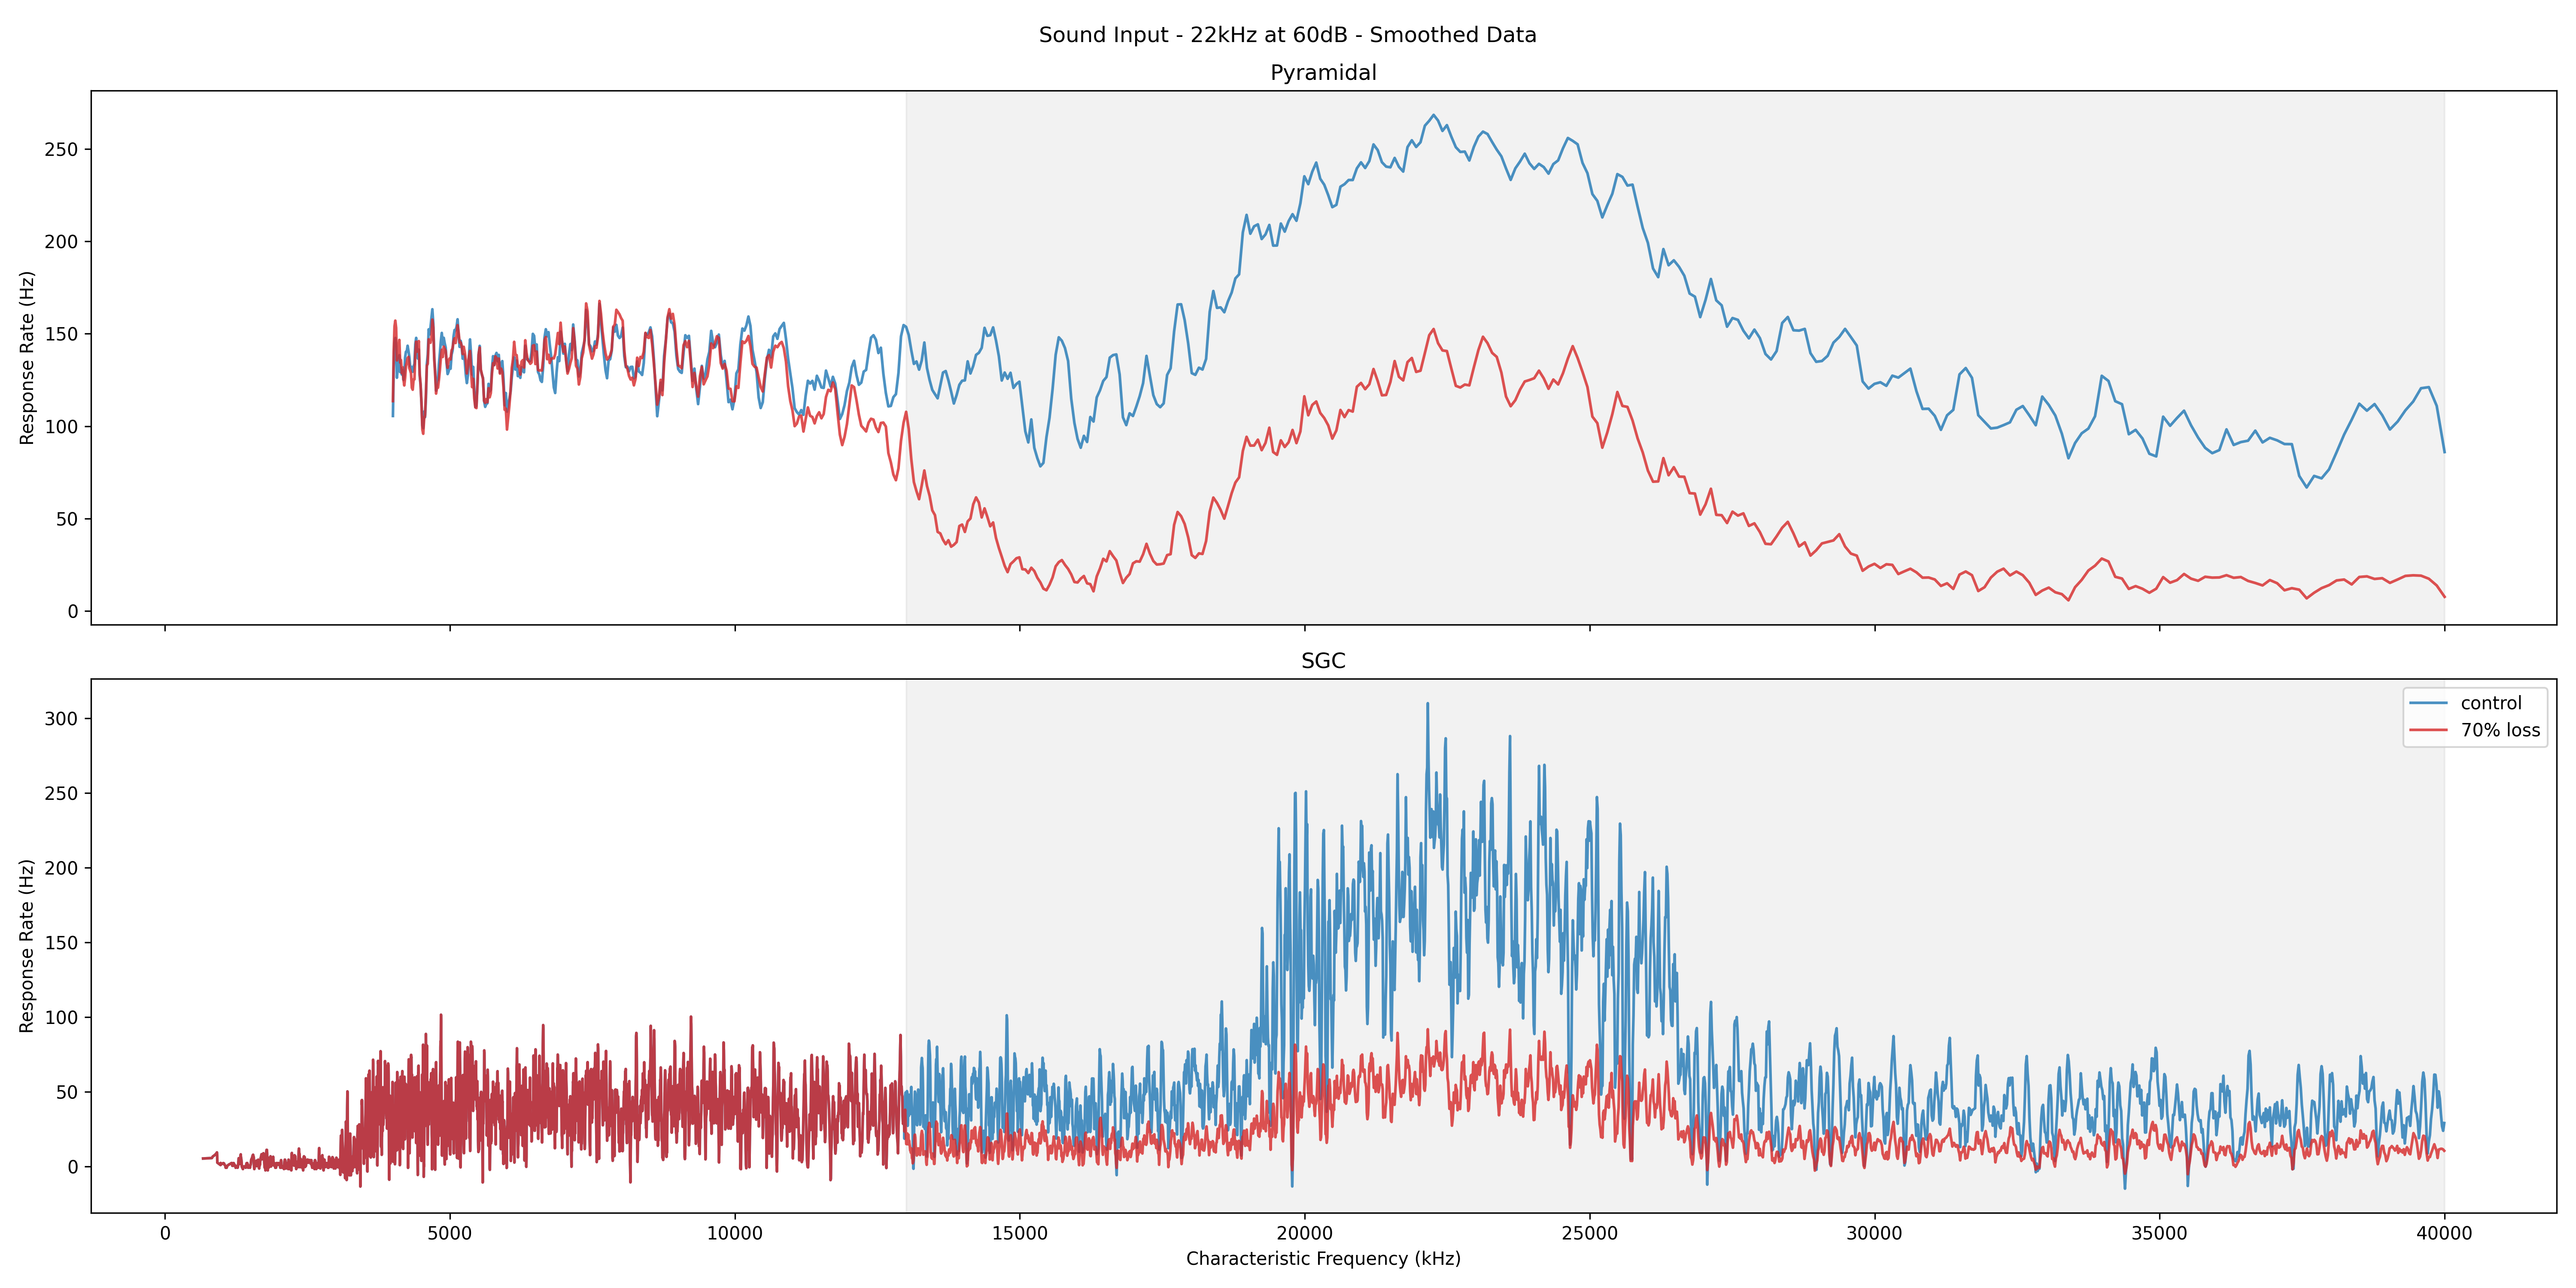 Sound Input - 22kHz at 60dB - Smoothed Data
Pyramidal
Response Rate (Hz)
250
200
150
100
50
0
SGC
Response Rate (Hz)
300
250
200
150
100
50
0
control
70% loss
0 5000 10000 15000 20000 25000 30000 35000 40000
Characteristic Frequency (kHz)